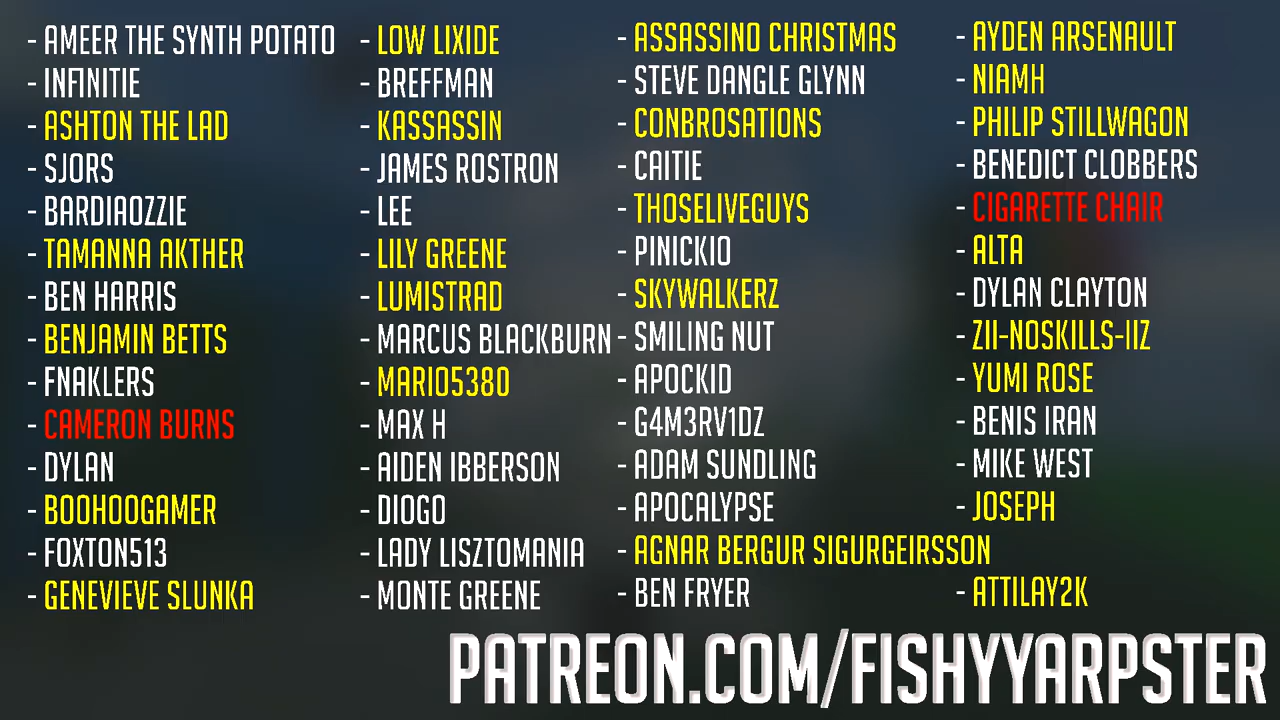 - AMEER THE SYNTH POTATO
- INFINITIE
- ASHTON THE LAD
- SJORS
- BARDIAOZZIE
- TAMANNA AKTHER
- BEN HARRIS
- BENJAMIN BETTS
- FNAKLERS
- CAMERON BURNS
- DYLAN
- BOOHOOGAMER
- FOXTON513
- GENEVIEVE SLUNKA
- LOW LIXIDE
- BREFFMAN
- KASSASSIN
- JAMES ROSTRON
- LEE
- LILY GREENE
- LUMISTRAD
- MARCUS BLACKBURN
- MARIO5380
- MAX H
- AIDEN IBBERSON
- DIOGO
- LADY LISZTOMANIA
- MONTE GREENE
- ASSASSINO CHRISTMAS
- STEVE DANGLE GLYNN
- CONBROSATIONS
- CAITIE
- THOSELIVEGUYS
- PINICKIO
- SKYWALKERZ
- SMILING NUT
- APOCKID
- G4M3RV1DZ
- ADAM SUNDLING
- APOCALYPSE
- AGNAR BERGUR SIGURGEIRSSON
- BEN FRYER
- AYDEN ARSENAULT
- NIAMH
- PHILIP STILLWAGON
- BENEDICT CLOBBERS
- CIGARETTE CHAIR
- ALTA
- DYLAN CLAYTON
- ZII-NOSKILLS-IIZ
- YUMI ROSE
- BENIS IRAN
- MIKE WEST
- JOSEPH
- ATTILAY2K
PATREON.COM/FISHYYARPSTER